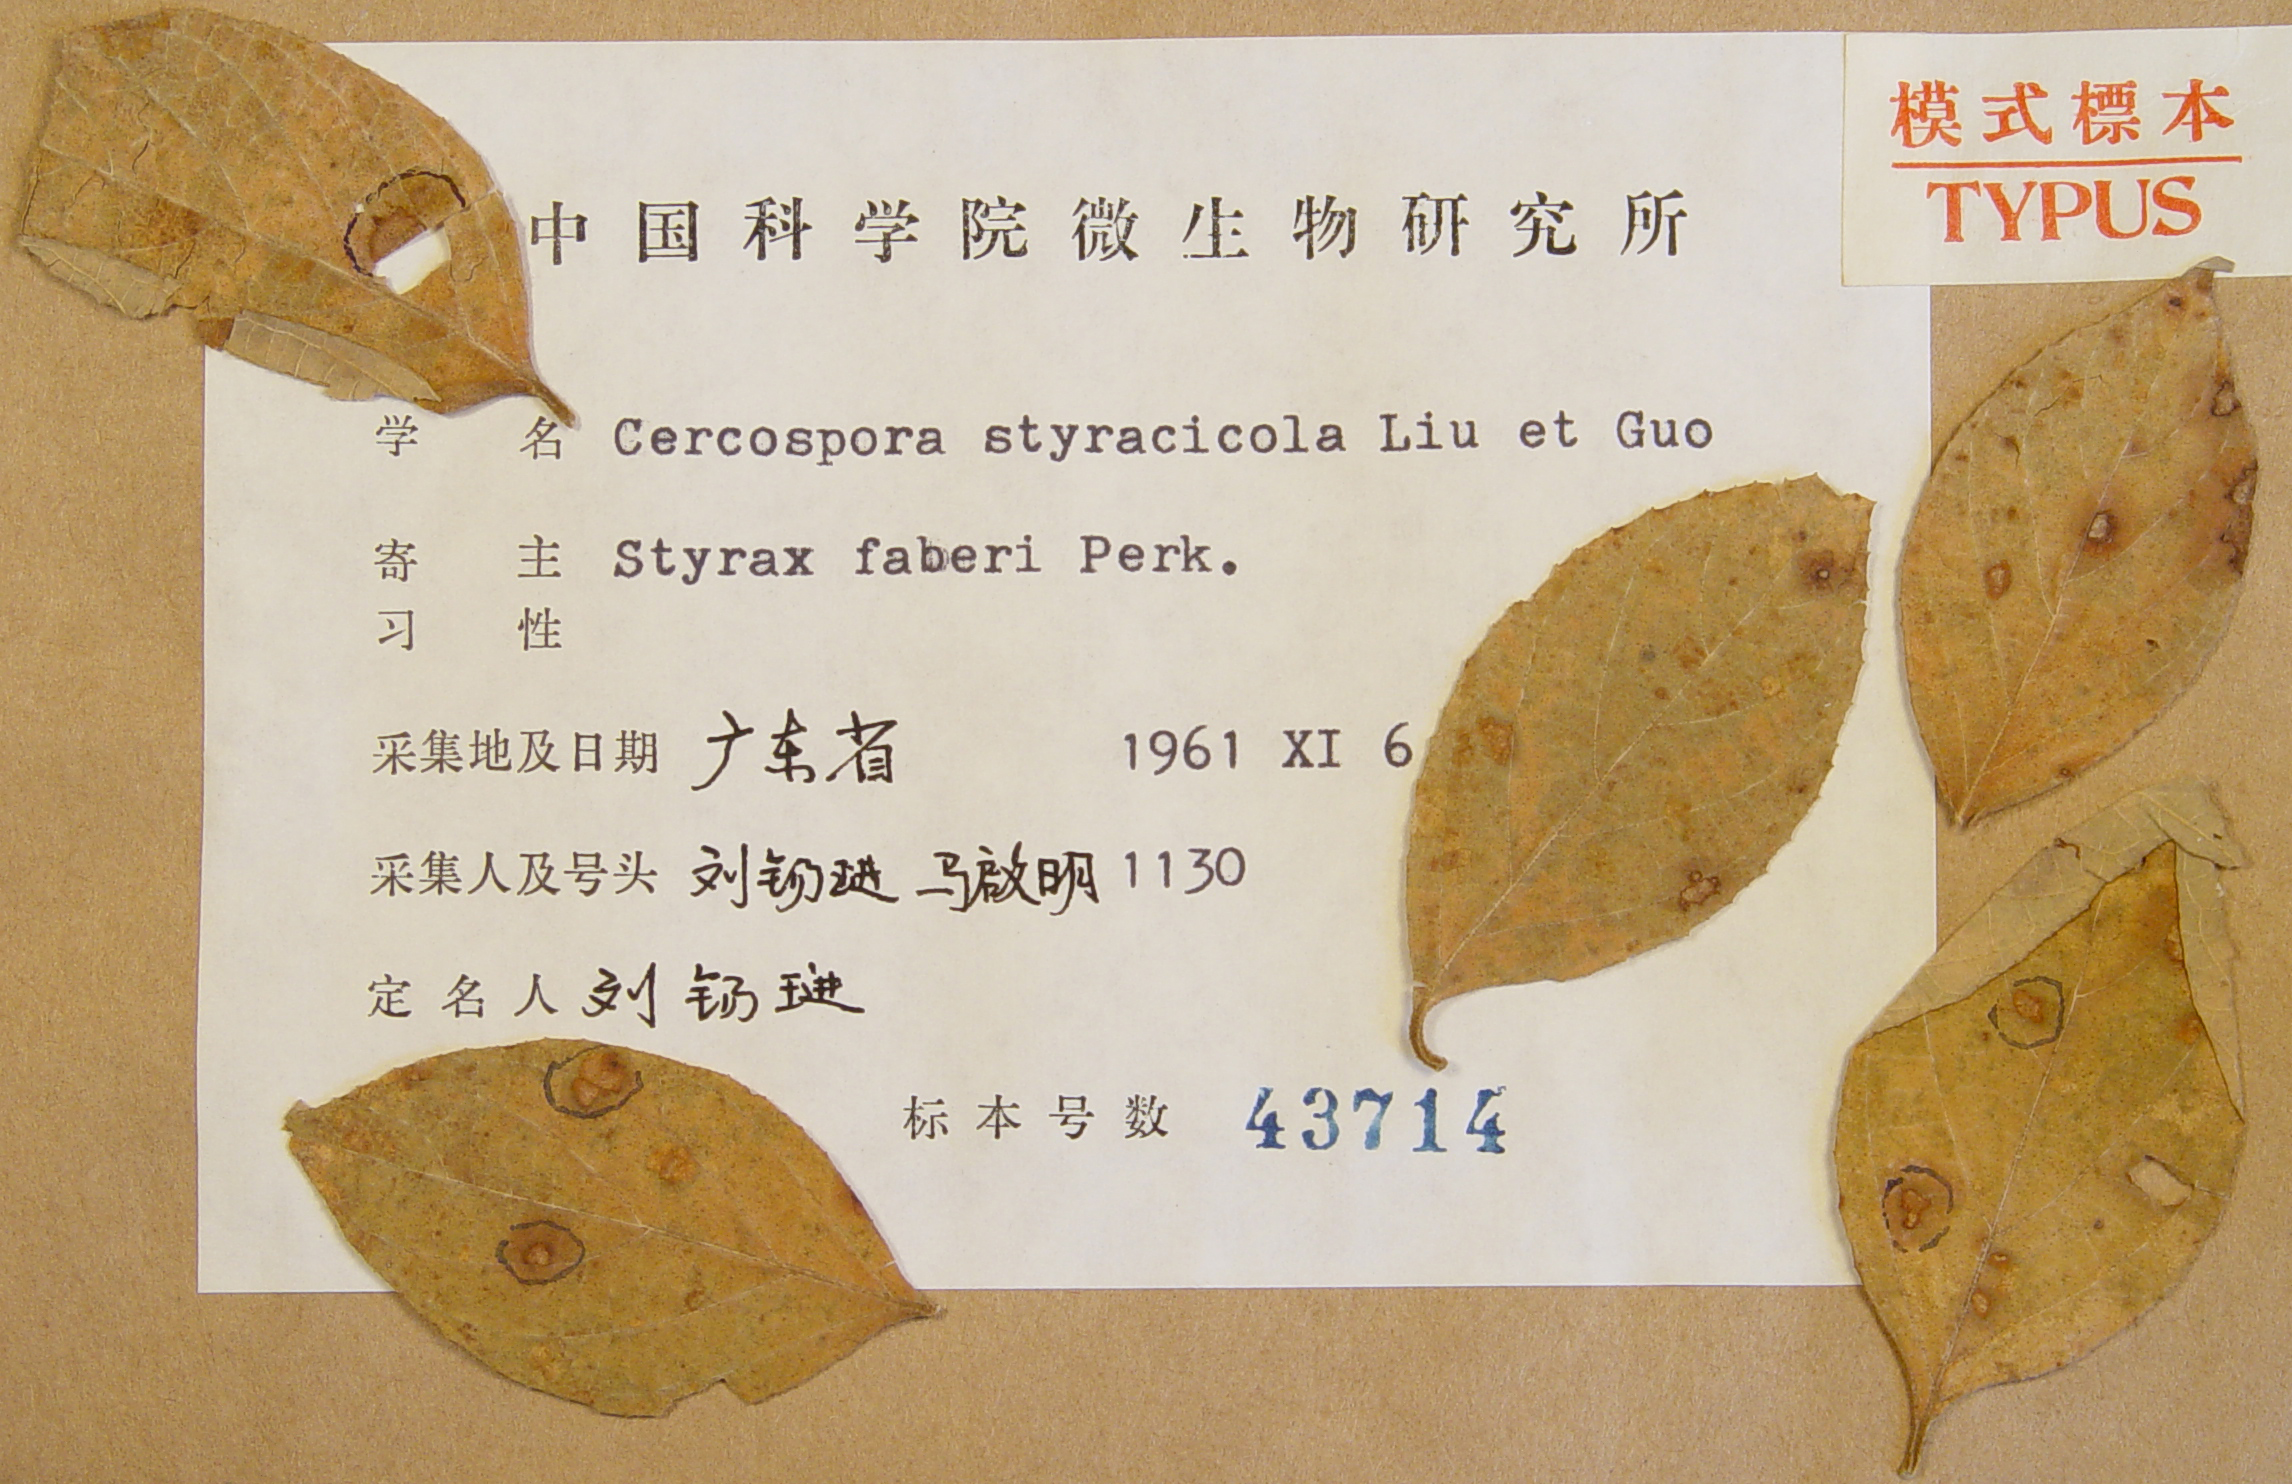 模式標本
TYPUS
中国科学院微生物研究所
学名 Cercospora styracicola Liu et Guo
寄主 Styrax faberi Perk.
习性
采集地及日期 广东省 1961 XI 6
采集人及号头 刘锡琎 马啟明 1130
定名人 刘锡琎
标本号数 43714